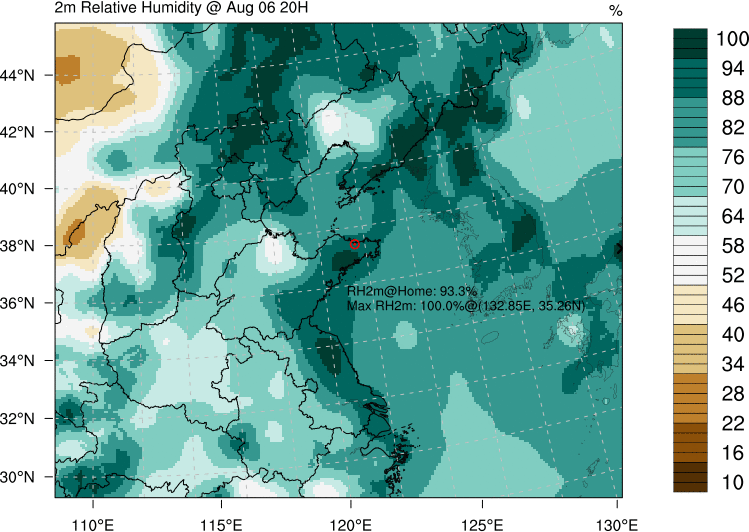 2m Relative Humidity @ Aug 06 20H
%
44°N
42°N
40°N
38°N
36°N
34°N
32°N
30°N
110°E
115°E
120°E
125°E
130°E
RH2m@Home: 93.3%
Max RH2m: 100.0%@(132.85E, 35.26N)
100
94
88
82
76
70
64
58
52
46
40
34
28
22
16
10